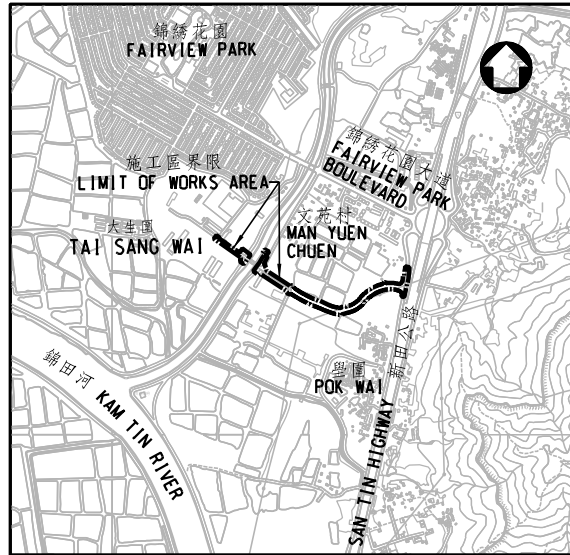 錦綉花園
FAIRVIEW PARK
錦綉花園大道
FAIRVIEW PARK
BOULEVARD
施工區界限
LIMIT OF WORKS AREA
大生圍
TAI SANG WAI
文苑村
MAN YUEN
CHUEN
壆圍
POK WAI
新田公路
SAN TIN HIGHWAY
錦田河 KAM TIN RIVER